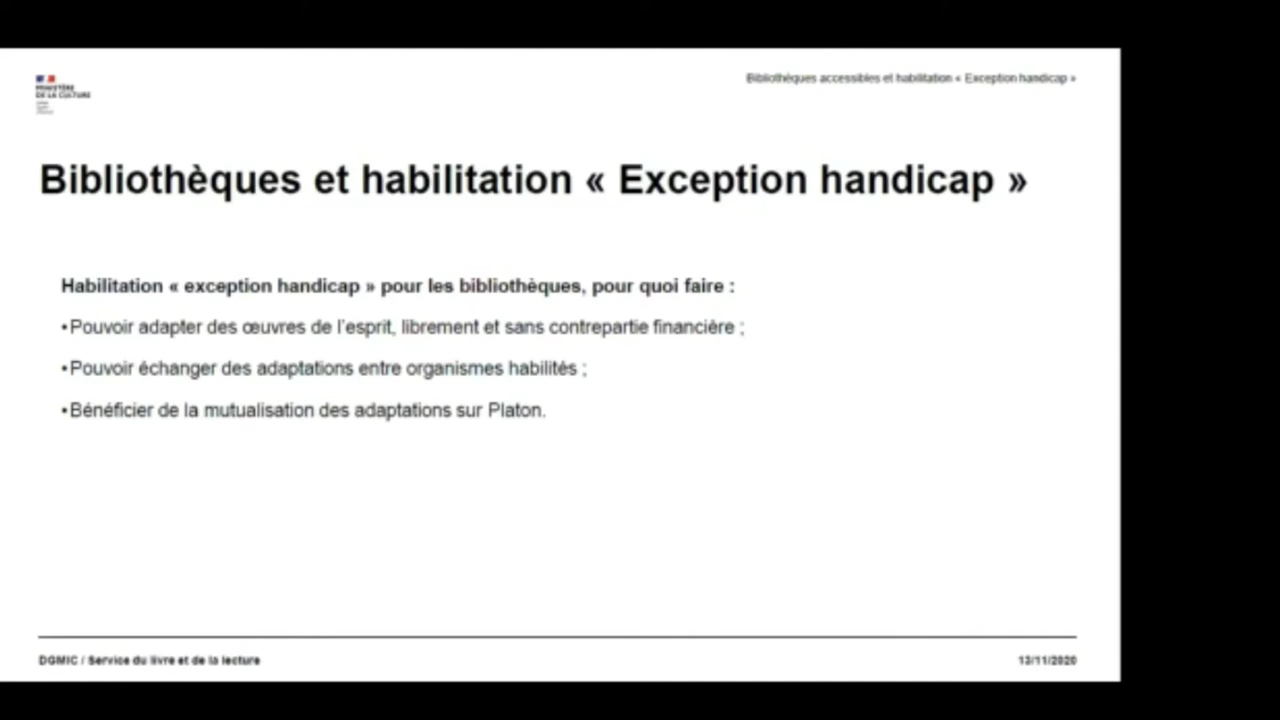 MINISTÈRE
DE LA CULTURE
Bibliothèques accessibles et habilitation « Exception handicap »
Bibliothèques et habilitation « Exception handicap »
Habilitation « exception handicap » pour les bibliothèques, pour quoi faire :
•Pouvoir adapter des œuvres de l'esprit, librement et sans contrepartie financière ;
•Pouvoir échanger des adaptations entre organismes habilités ;
•Bénéficier de la mutualisation des adaptations sur Platon.
DGMIC / Service du livre et de la lecture
13/11/2020